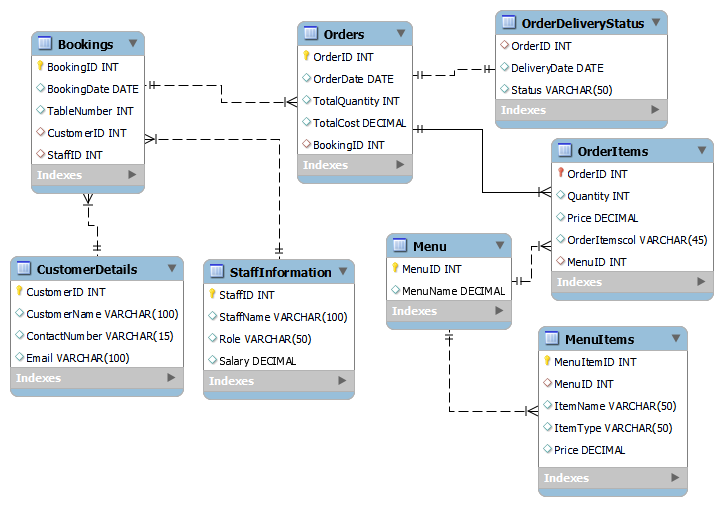 Bookings
BookingID INT
BookingDate DATE
TableNumber INT
CustomerID INT
StaffID INT
Indexes
Orders
OrderID INT
OrderDate DATE
TotalQuantity INT
TotalCost DECIMAL
BookingID INT
Indexes
OrderDeliveryStatus
OrderID INT
DeliveryDate DATE
Status VARCHAR(50)
Indexes
OrderItems
OrderID INT
Quantity INT
Price DECIMAL
OrderItemscol VARCHAR(45)
MenuID INT
Indexes
CustomerDetails
CustomerID INT
CustomerName VARCHAR(100)
ContactNumber VARCHAR(15)
Email VARCHAR(100)
Indexes
StaffInformation
StaffID INT
StaffName VARCHAR(100)
Role VARCHAR(50)
Salary DECIMAL
Indexes
Menu
MenuID INT
MenuName DECIMAL
Indexes
MenuItems
MenuItemID INT
MenuID INT
ItemName VARCHAR(50)
ItemType VARCHAR(50)
Price DECIMAL
Indexes